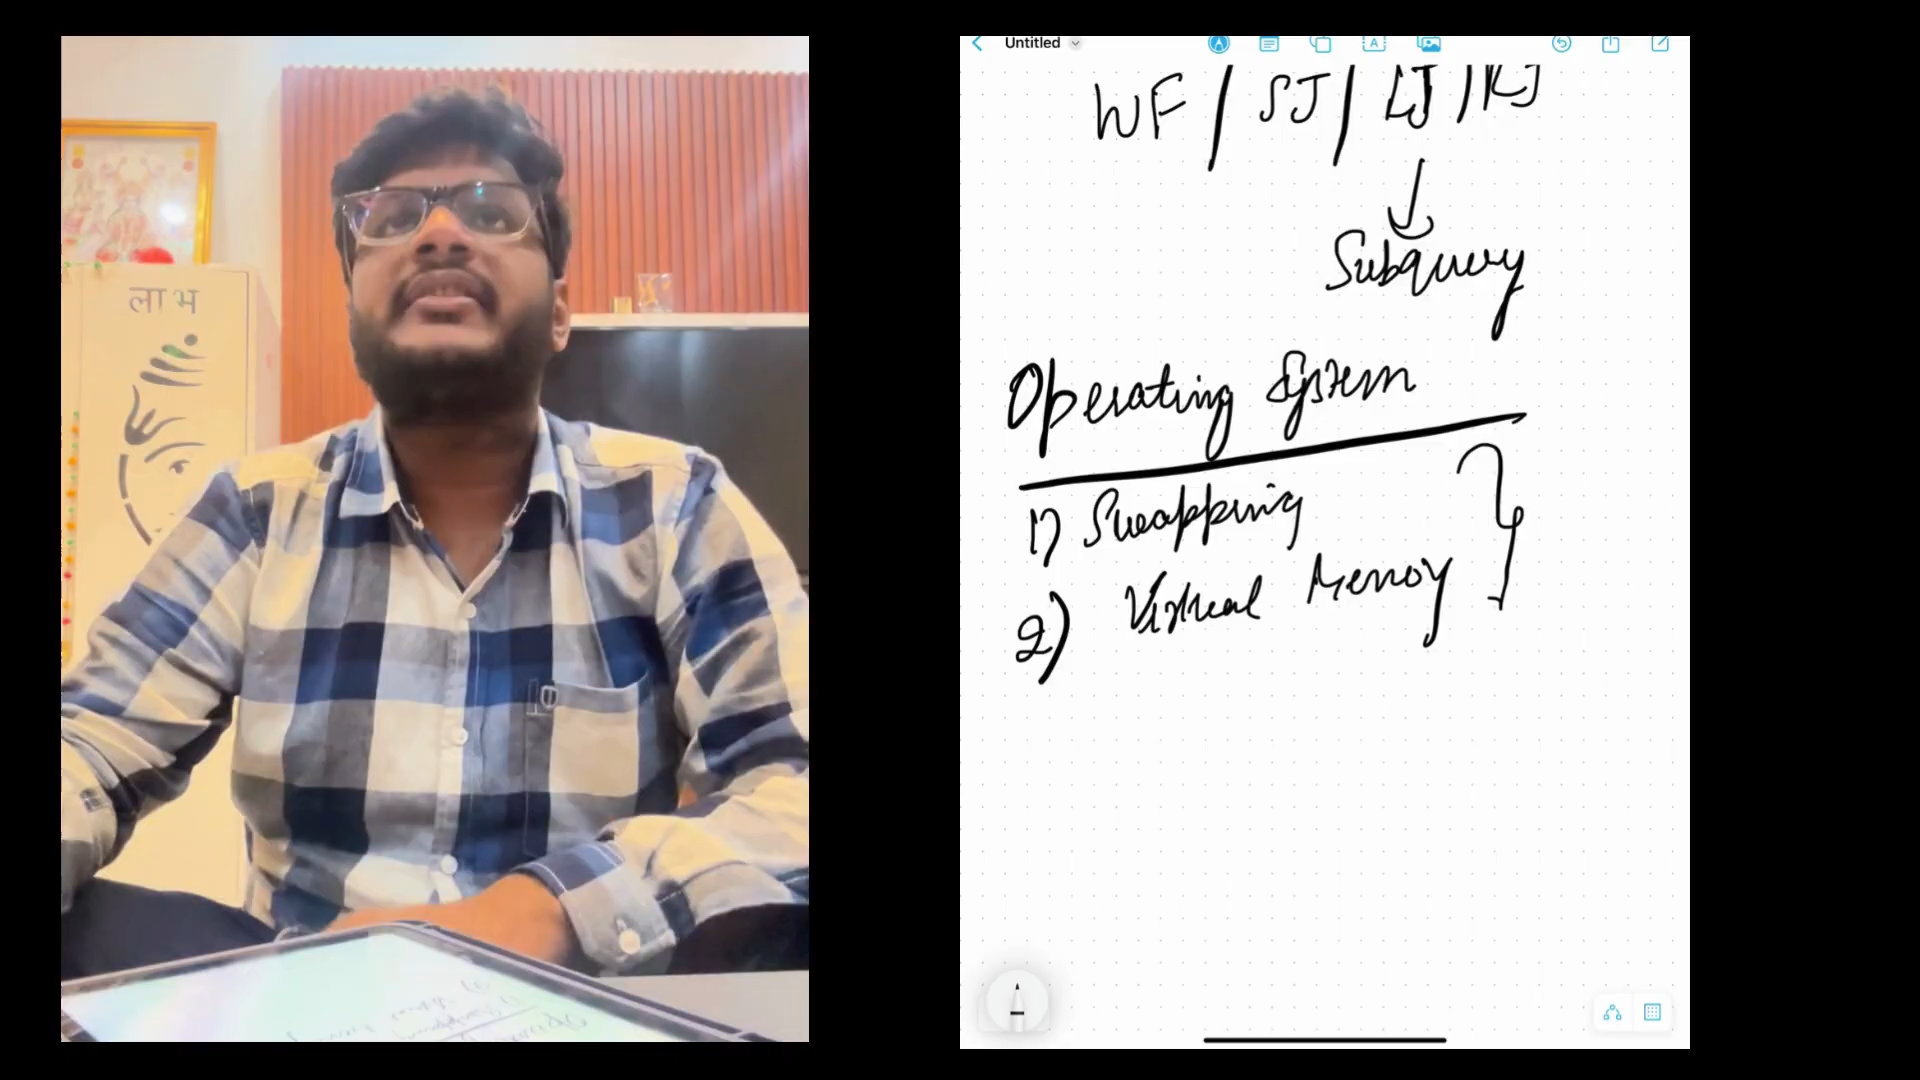 लाभ
Untitled
WF / SJ / LJ / RJ
Subquery
Operating System
1) Swapping
2) Virtual Memory